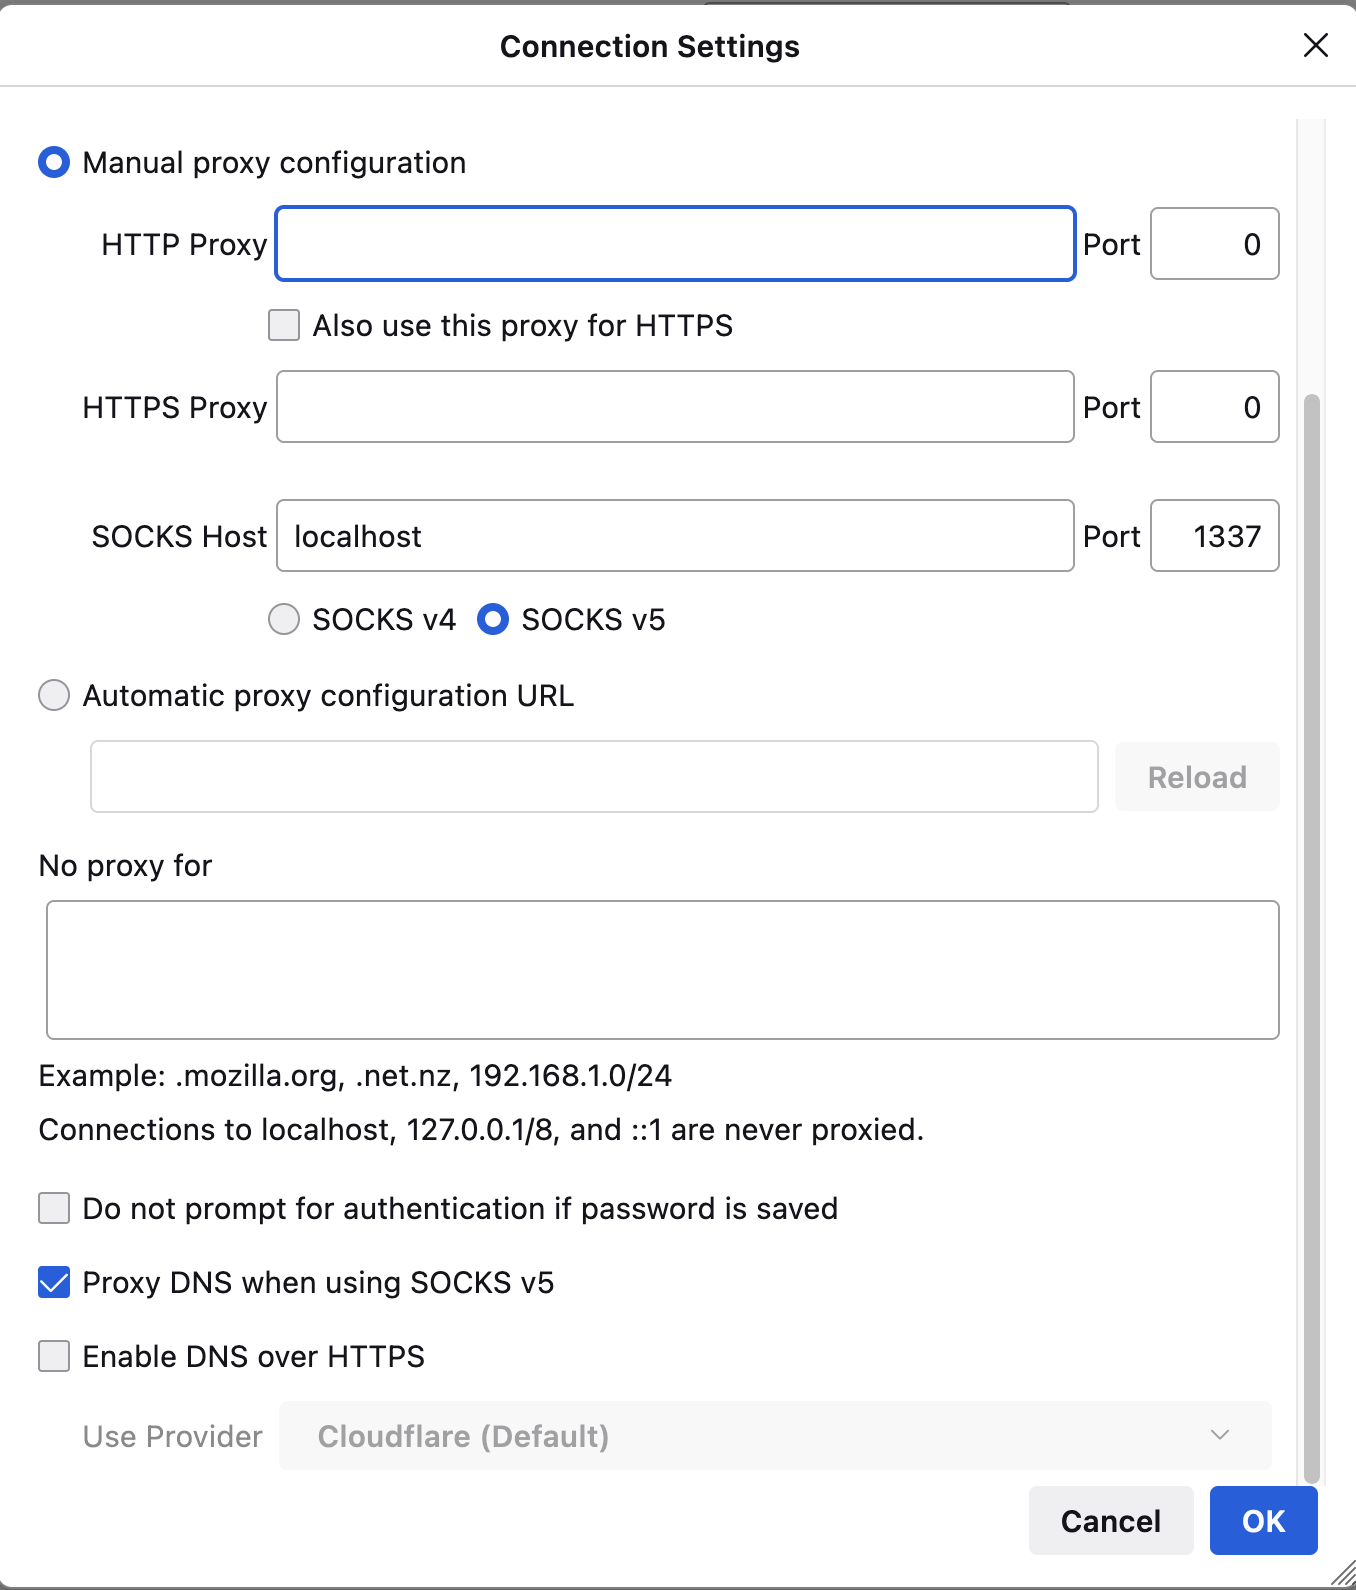 Connection Settings
Manual proxy configuration
HTTP Proxy Port 0
Also use this proxy for HTTPS
HTTPS Proxy Port 0
SOCKS Host localhost Port 1337
SOCKS v4 SOCKS v5
Automatic proxy configuration URL
Reload
No proxy for
Example: .mozilla.org, .net.nz, 192.168.1.0/24
Connections to localhost, 127.0.0.1/8, and ::1 are never proxied.
Do not prompt for authentication if password is saved
Proxy DNS when using SOCKS v5
Enable DNS over HTTPS
Use Provider Cloudflare (Default)
Cancel OK